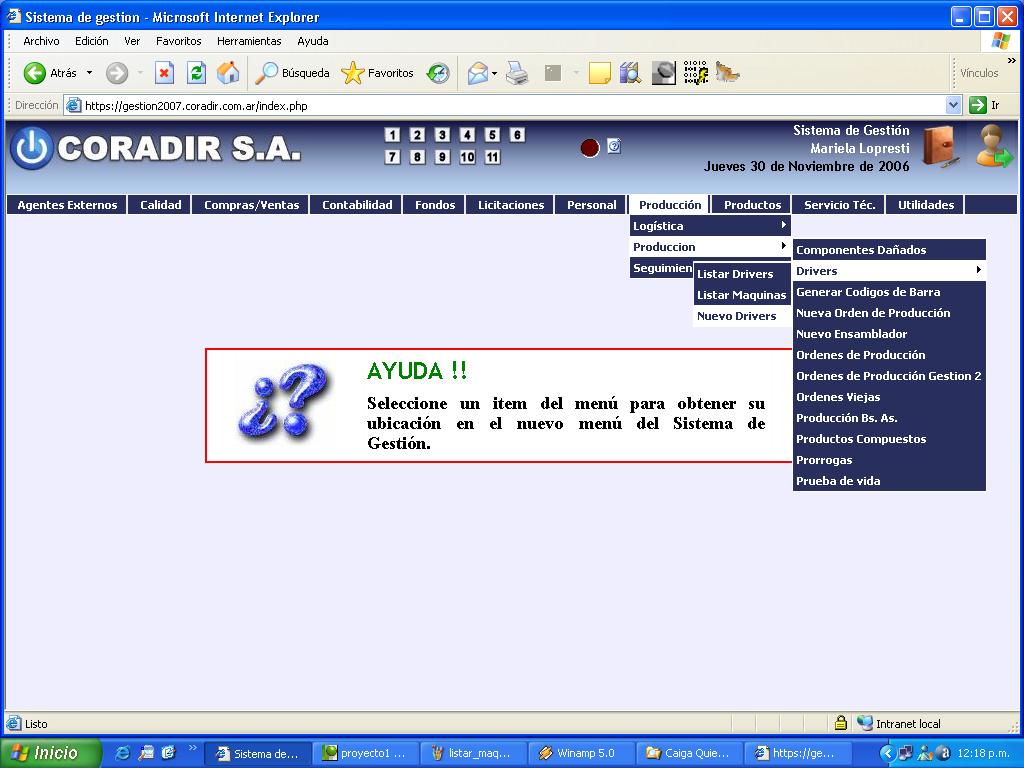 Sistema de gestion - Microsoft Internet Explorer
Archivo Edición Ver Favoritos Herramientas Ayuda
Atrás Búsqueda Favoritos Vínculos
Dirección https://gestion2007.coradir.com.ar/index.php Ir
CORADIR S.A.
1 2 3 4 5 6
7 8 9 10 11
Sistema de Gestión
Mariela Lopresti
Jueves 30 de Noviembre de 2006
Agentes Externos Calidad Compras/Ventas Contabilidad Fondos Licitaciones Personal Producción Productos Servicio Téc. Utilidades
Logística
Produccion
Seguimien
Listar Drivers
Listar Maquinas
Nuevo Drivers
Componentes Dañados
Drivers
Generar Codigos de Barra
Nueva Orden de Producción
Nuevo Ensamblador
Ordenes de Producción
Ordenes de Producción Gestion 2
Ordenes Viejas
Producción Bs. As.
Productos Compuestos
Prorrogas
Prueba de vida
¿?
AYUDA !!
Seleccione un item del menú para obtener su
ubicación en el nuevo menú del Sistema de
Gestión.
Listo Intranet local
Inicio Sistema de... proyecto1 ... listar_maq... Winamp 5.0 Caiga Quie... https://ge... 12:18 p.m.